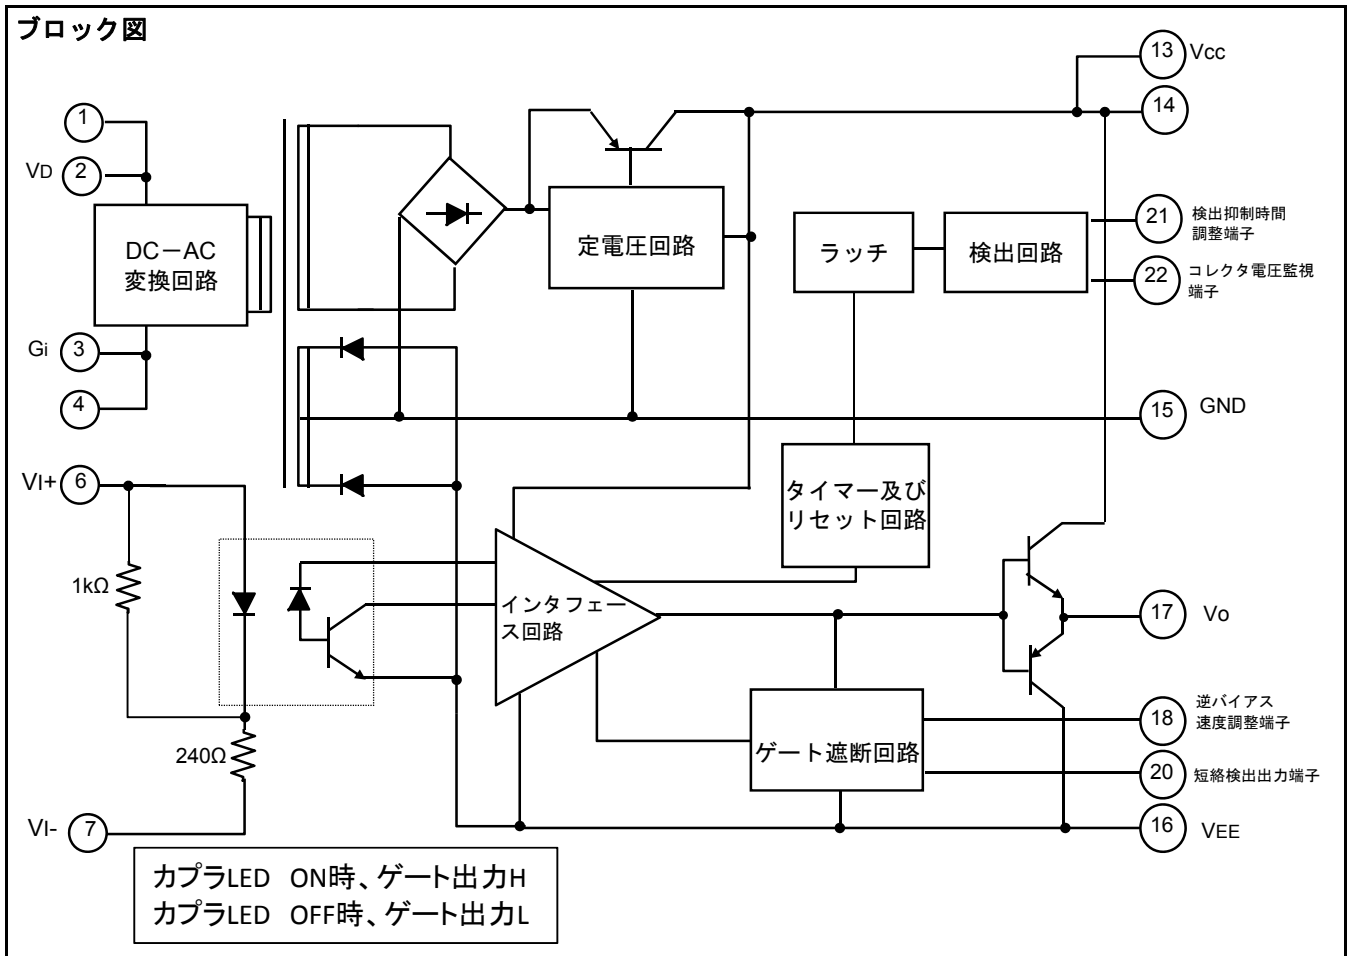 ブロック図
13 Vcc
14
1
VD 2
DC－AC
変換回路
Gi 3
4
定電圧回路
ラッチ
検出回路
21 検出抑制時間
調整端子
22 コレクタ電圧監視
端子
15 GND
タイマー及び
リセット回路
VI+ 6
1kΩ
240Ω
VI- 7
インタフェー
ス回路
17 Vo
ゲート遮断回路
18 逆バイアス
速度調整端子
20 短絡検出出力端子
16 VEE
カプラLED ON時、ゲート出力H
カプラLED OFF時、ゲート出力L